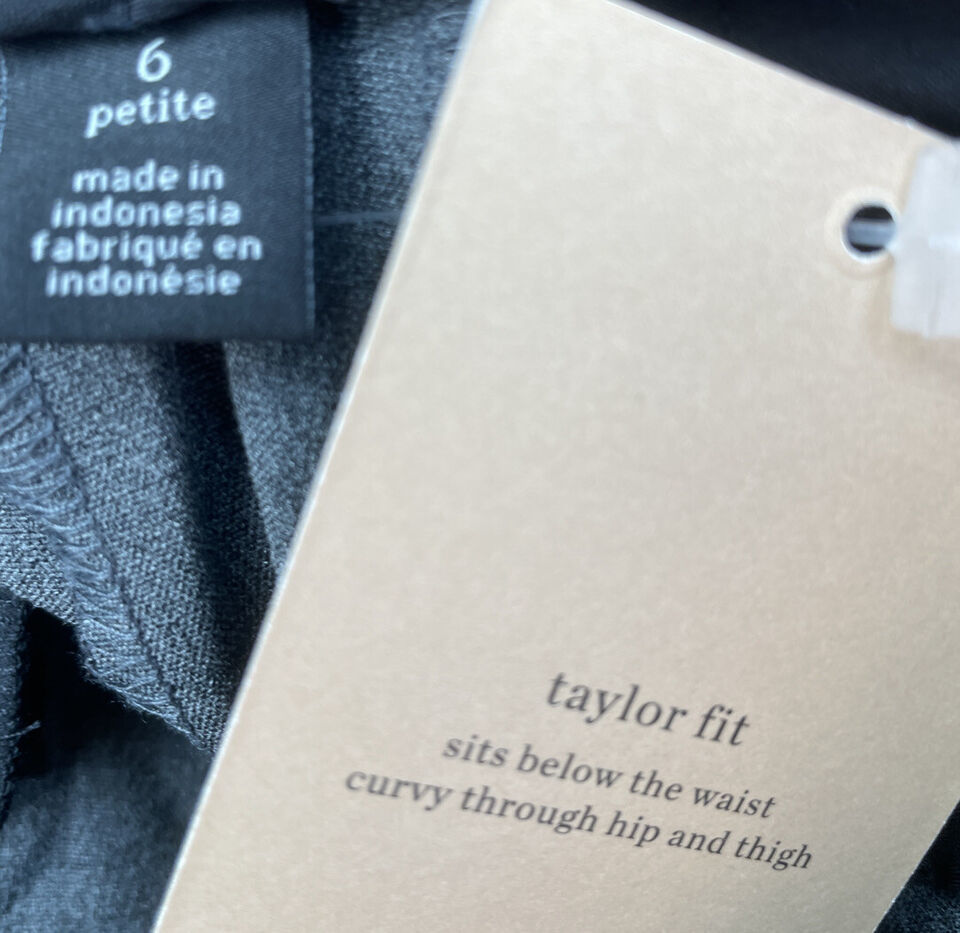 6
petite
made in
indonesia
fabriqué en
indonésie
taylor fit
sits below the waist
curvy through hip and thigh